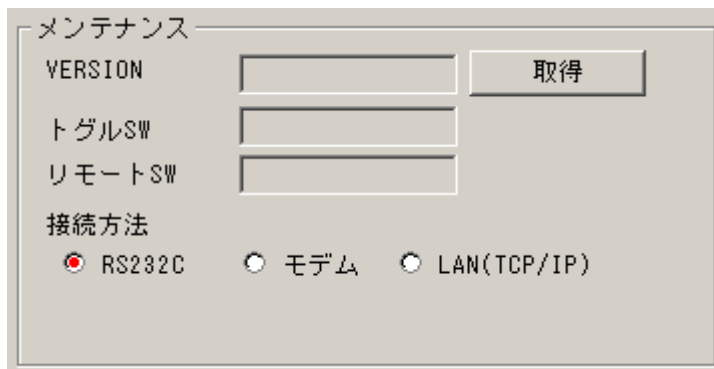 メンテナンス
VERSION 取得
トグルSW
リモートSW
接続方法
RS232C モデム LAN(TCP/IP)